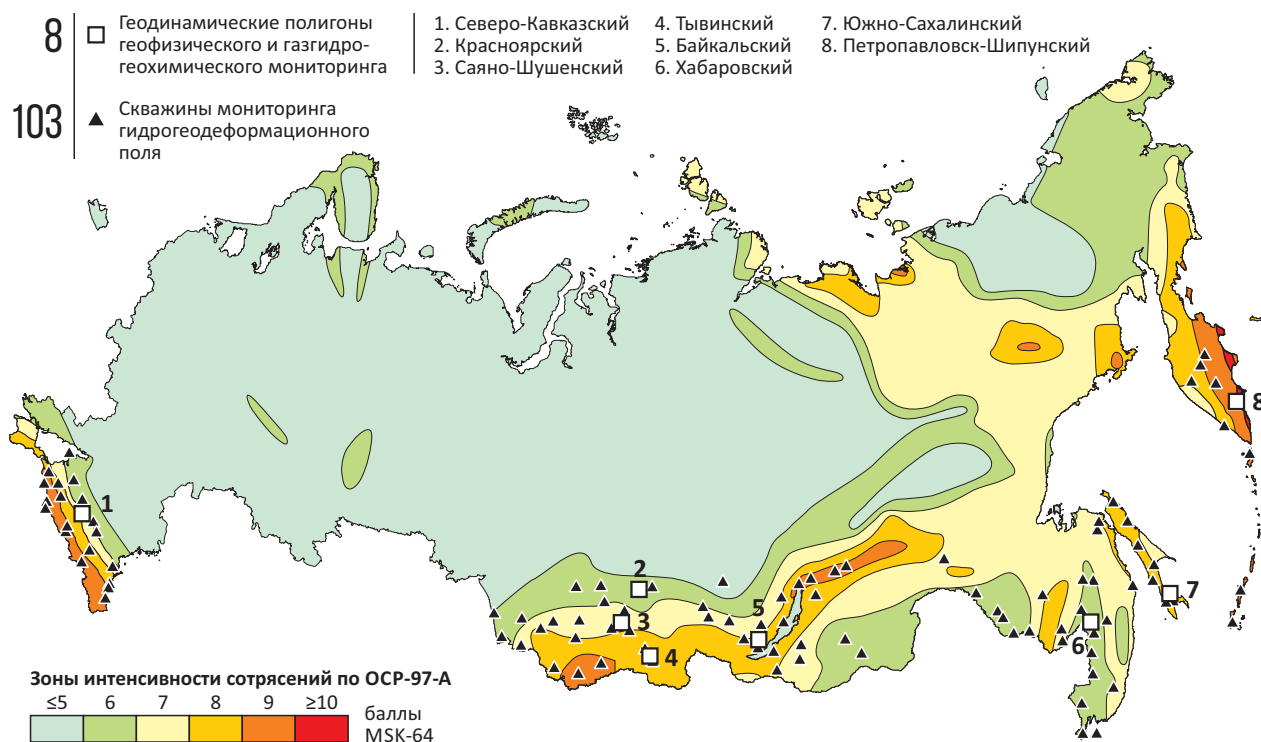 8
Геодинамические полигоны
геофизического и газгидро-
геохимического мониторинга
103
Скважины мониторинга
гидрогеодеформационного
поля
1. Северо-Кавказский
2. Красноярский
3. Саяно-Шушенский
4. Тывинский
5. Байкальский
6. Хабаровский
7. Южно-Сахалинский
8. Петропавловск-Шипунский
8
1
2
5
7
3
6
4
Зоны интенсивности сотрясений по ОСР-97-А
≤5 6 7 8 9 ≥10
баллы
MSK-64